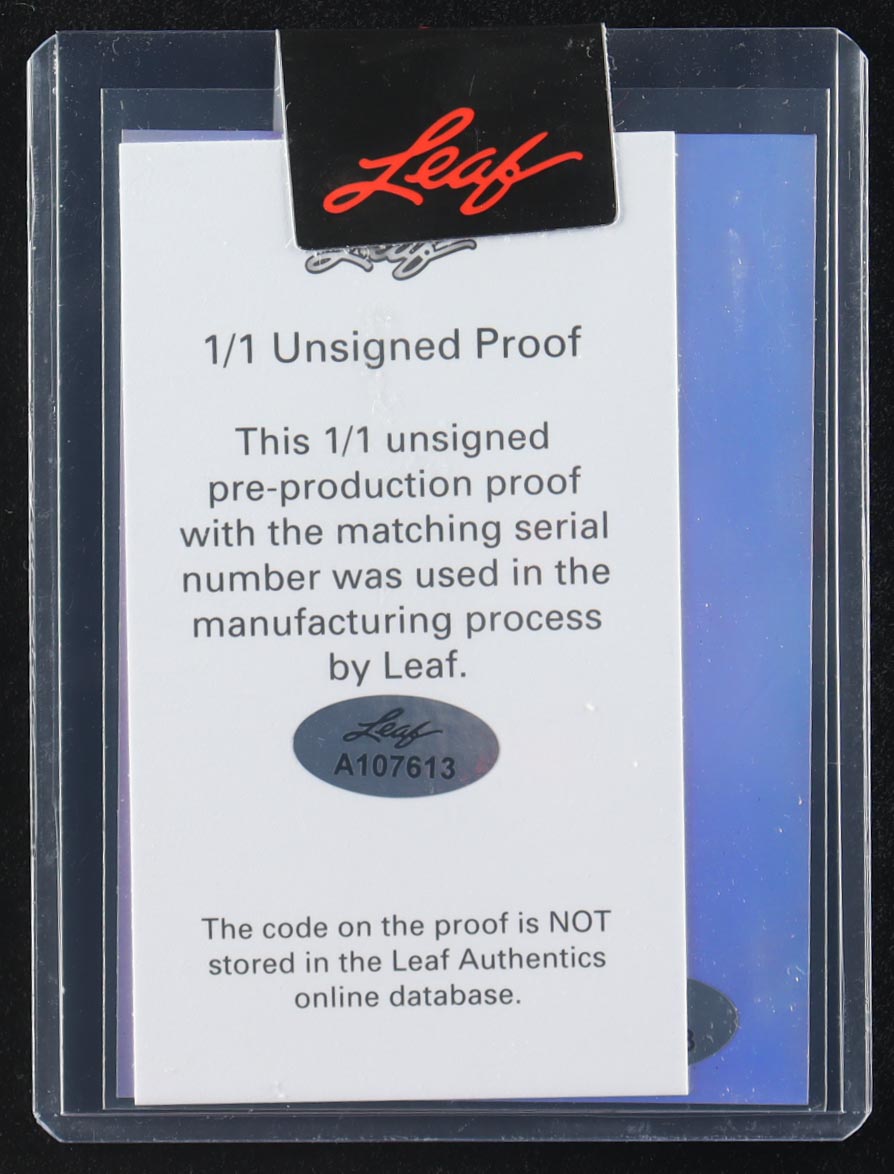 Leaf
Leaf
1/1 Unsigned Proof
This 1/1 unsigned
pre-production proof
with the matching serial
number was used in the
manufacturing process
by Leaf.
Leaf
A107613
The code on the proof is NOT
stored in the Leaf Authentics
online database.
3